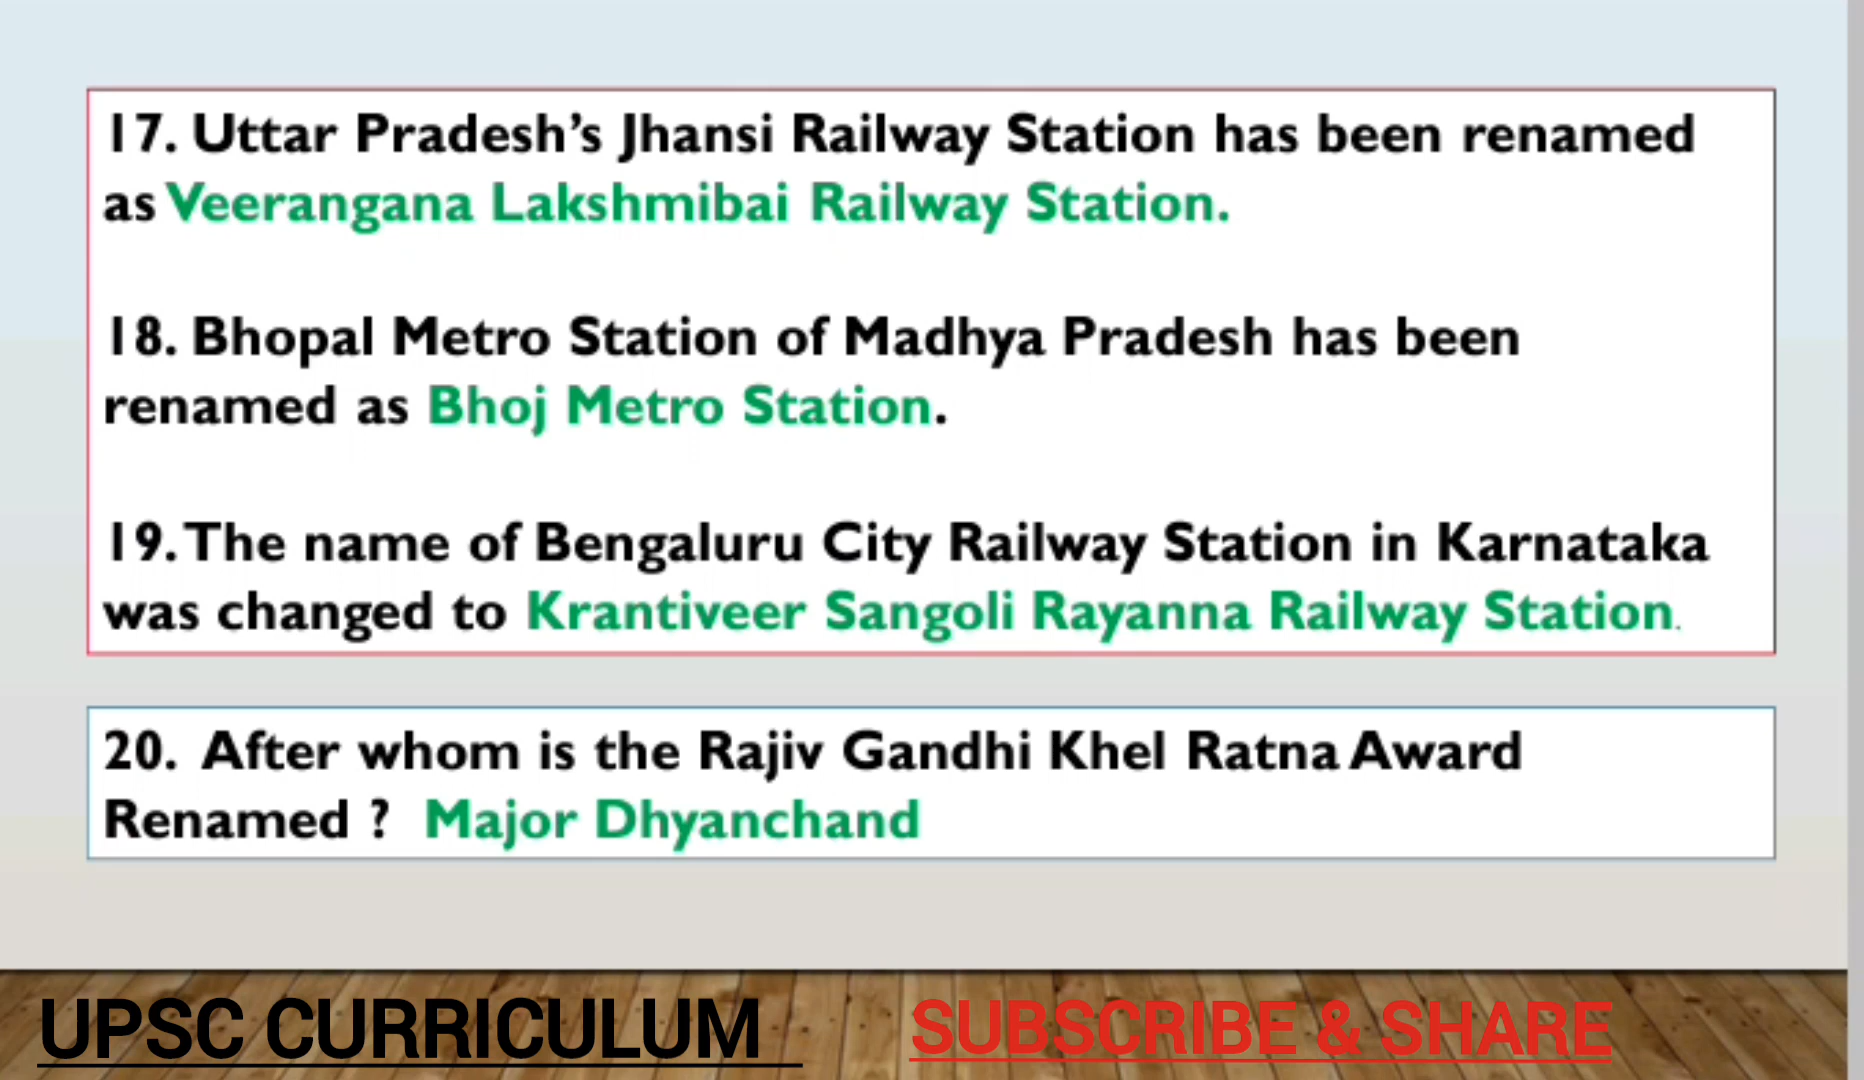 17. Uttar Pradesh’s Jhansi Railway Station has been renamed
as Veerangana Lakshmibai Railway Station.
18. Bhopal Metro Station of Madhya Pradesh has been
renamed as Bhoj Metro Station.
19. The name of Bengaluru City Railway Station in Karnataka
was changed to Krantiveer Sangoli Rayanna Railway Station.
20. After whom is the Rajiv Gandhi Khel Ratna Award
Renamed ? Major Dhyanchand
UPSC CURRICULUM SUBSCRIBE & SHARE